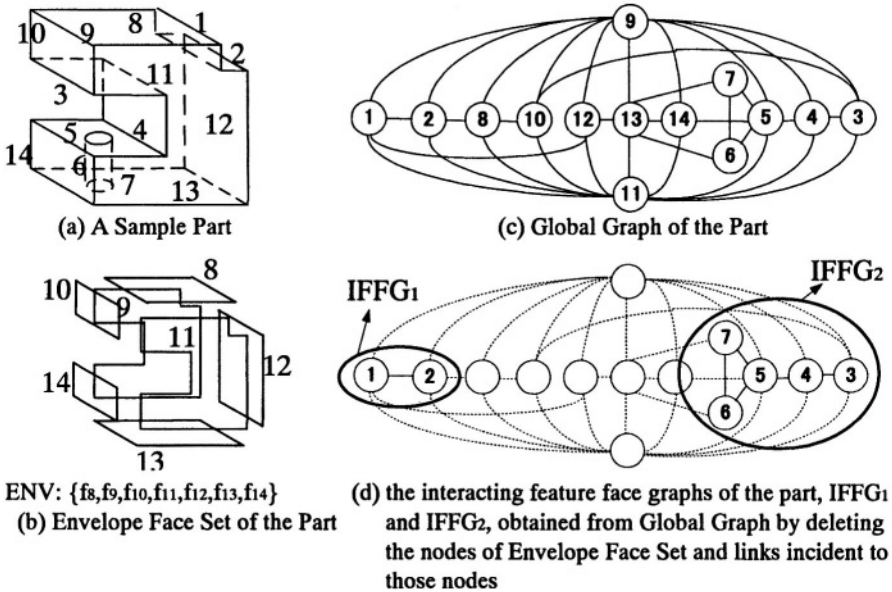 8 1
10 9 2
11
3
12
5 4
14 6
7 13
(a) A Sample Part
9
7
1 2 8 10 12 13 14 5 4 3
6
11
(c) Global Graph of the Part
8
10
9
11
12
14
13
ENV: {f8,f9,f10,f11,f12,f13,f14}
(b) Envelope Face Set of the Part
IFFG1 IFFG2
7
1 2 5 4 3
6
(d) the interacting feature face graphs of the part, IFFG1
and IFFG2, obtained from Global Graph by deleting
the nodes of Envelope Face Set and links incident to
those nodes